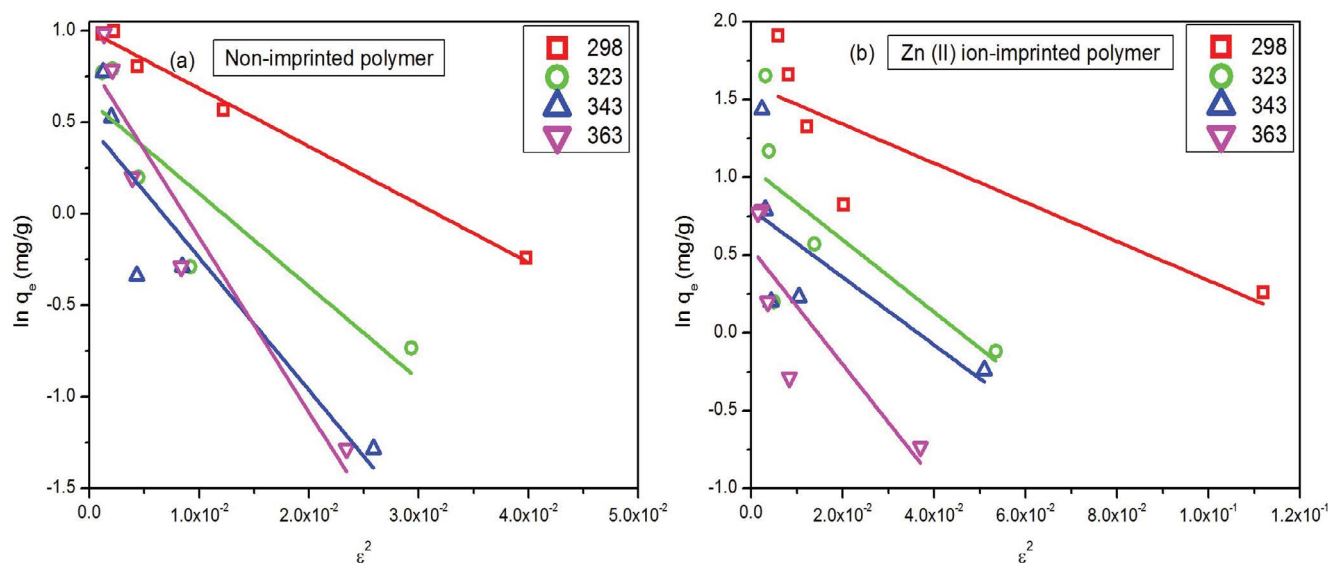 1.0
0.5
0.0
-0.5
-1.0
-1.5
ln qₑ (mg/g)
(a)
Non-imprinted polymer
298
323
343
363
0.0
1.0x10⁻²
2.0x10⁻²
3.0x10⁻²
4.0x10⁻²
5.0x10⁻²
ε²
2.0
1.5
1.0
0.5
0.0
-0.5
-1.0
ln qₑ (mg/g)
(b)
Zn (II) ion-imprinted polymer
298
323
343
363
0.0
2.0x10⁻²
4.0x10⁻²
6.0x10⁻²
8.0x10⁻²
1.0x10⁻¹
1.2x10⁻¹
ε²